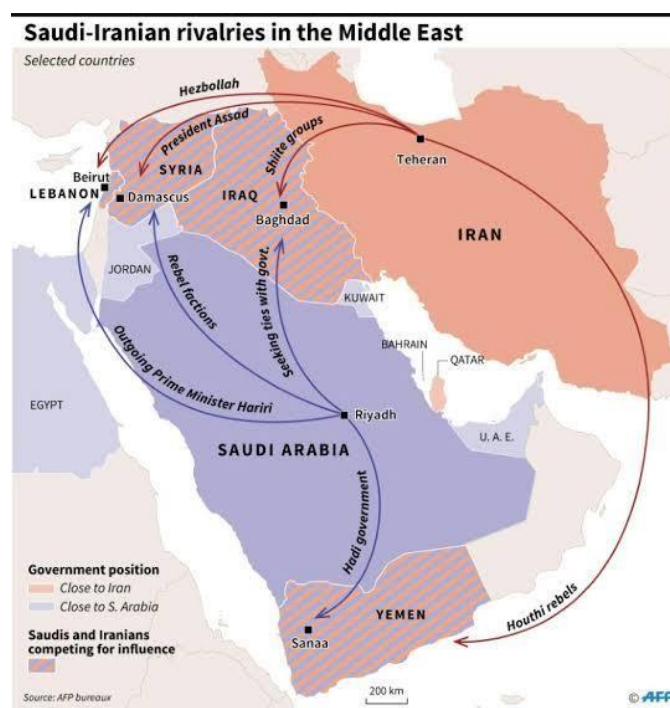 Saudi-Iranian rivalries in the Middle East
Selected countries
Hezbollah
President Assad
Shiite groups
Teheran
SYRIA
Beirut
LEBANON
Damascus
IRAQ
Baghdad
IRAN
JORDAN
Rebel factions
Seeking ties with govt.
KUWAIT
Outgoing Prime Minister Hariri
BAHRAIN
QATAR
EGYPT
Riyadh
SAUDI ARABIA
U. A. E.
Hadi government
Houthi rebels
YEMEN
Sanaa
Government position
Close to Iran
Close to S. Arabia
Saudis and Iranians
competing for influence
Source: AFP bureaux
200 km
© AFP